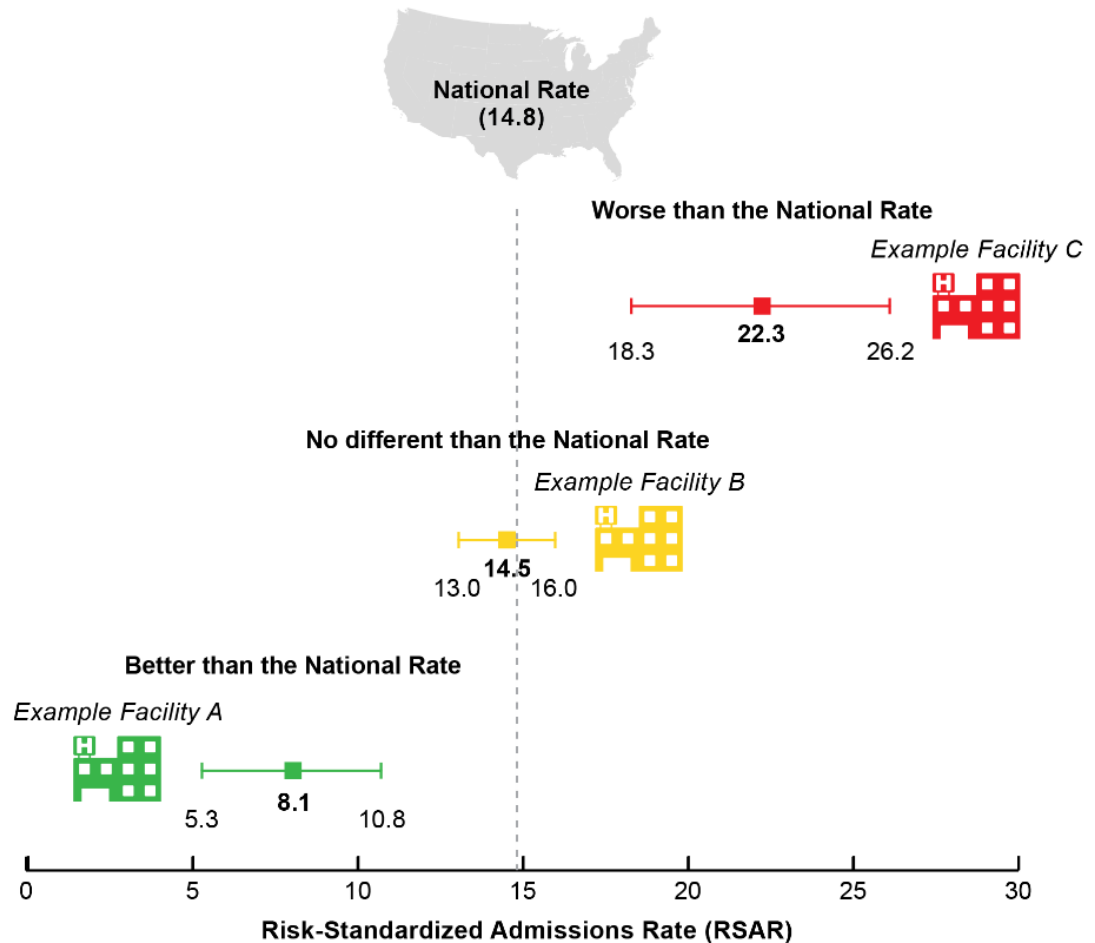 National Rate
(14.8)
Worse than the National Rate
Example Facility C
H
22.3
18.3
26.2
No different than the National Rate
Example Facility B
H
14.5
13.0
16.0
Better than the National Rate
Example Facility A
H
8.1
5.3
10.8
0
5
10
15
20
25
30
Risk-Standardized Admissions Rate (RSAR)